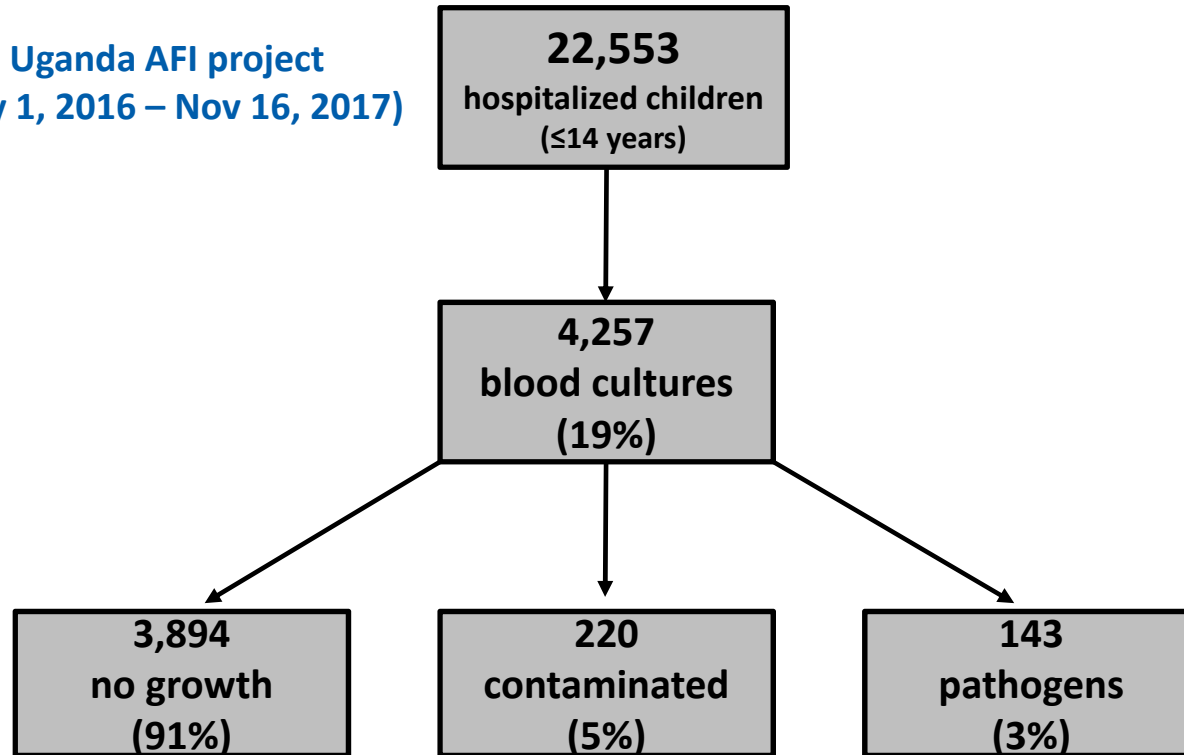 Uganda AFI project
1, 2016 – Nov 16, 2017)
22,553
hospitalized children
(≤14 years)
4,257
blood cultures
(19%)
3,894
no growth
(91%)
220
contaminated
(5%)
143
pathogens
(3%)